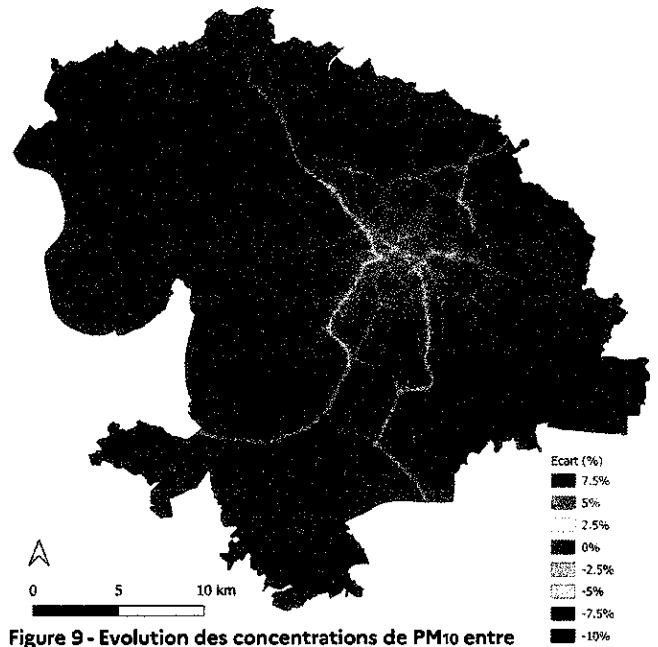 Ecart (%)
7.5%
5%
2.5%
0%
-2.5%
-5%
-7.5%
-10%
0 5 10 km
Figure 9 - Evolution des concentrations de PM10 entre